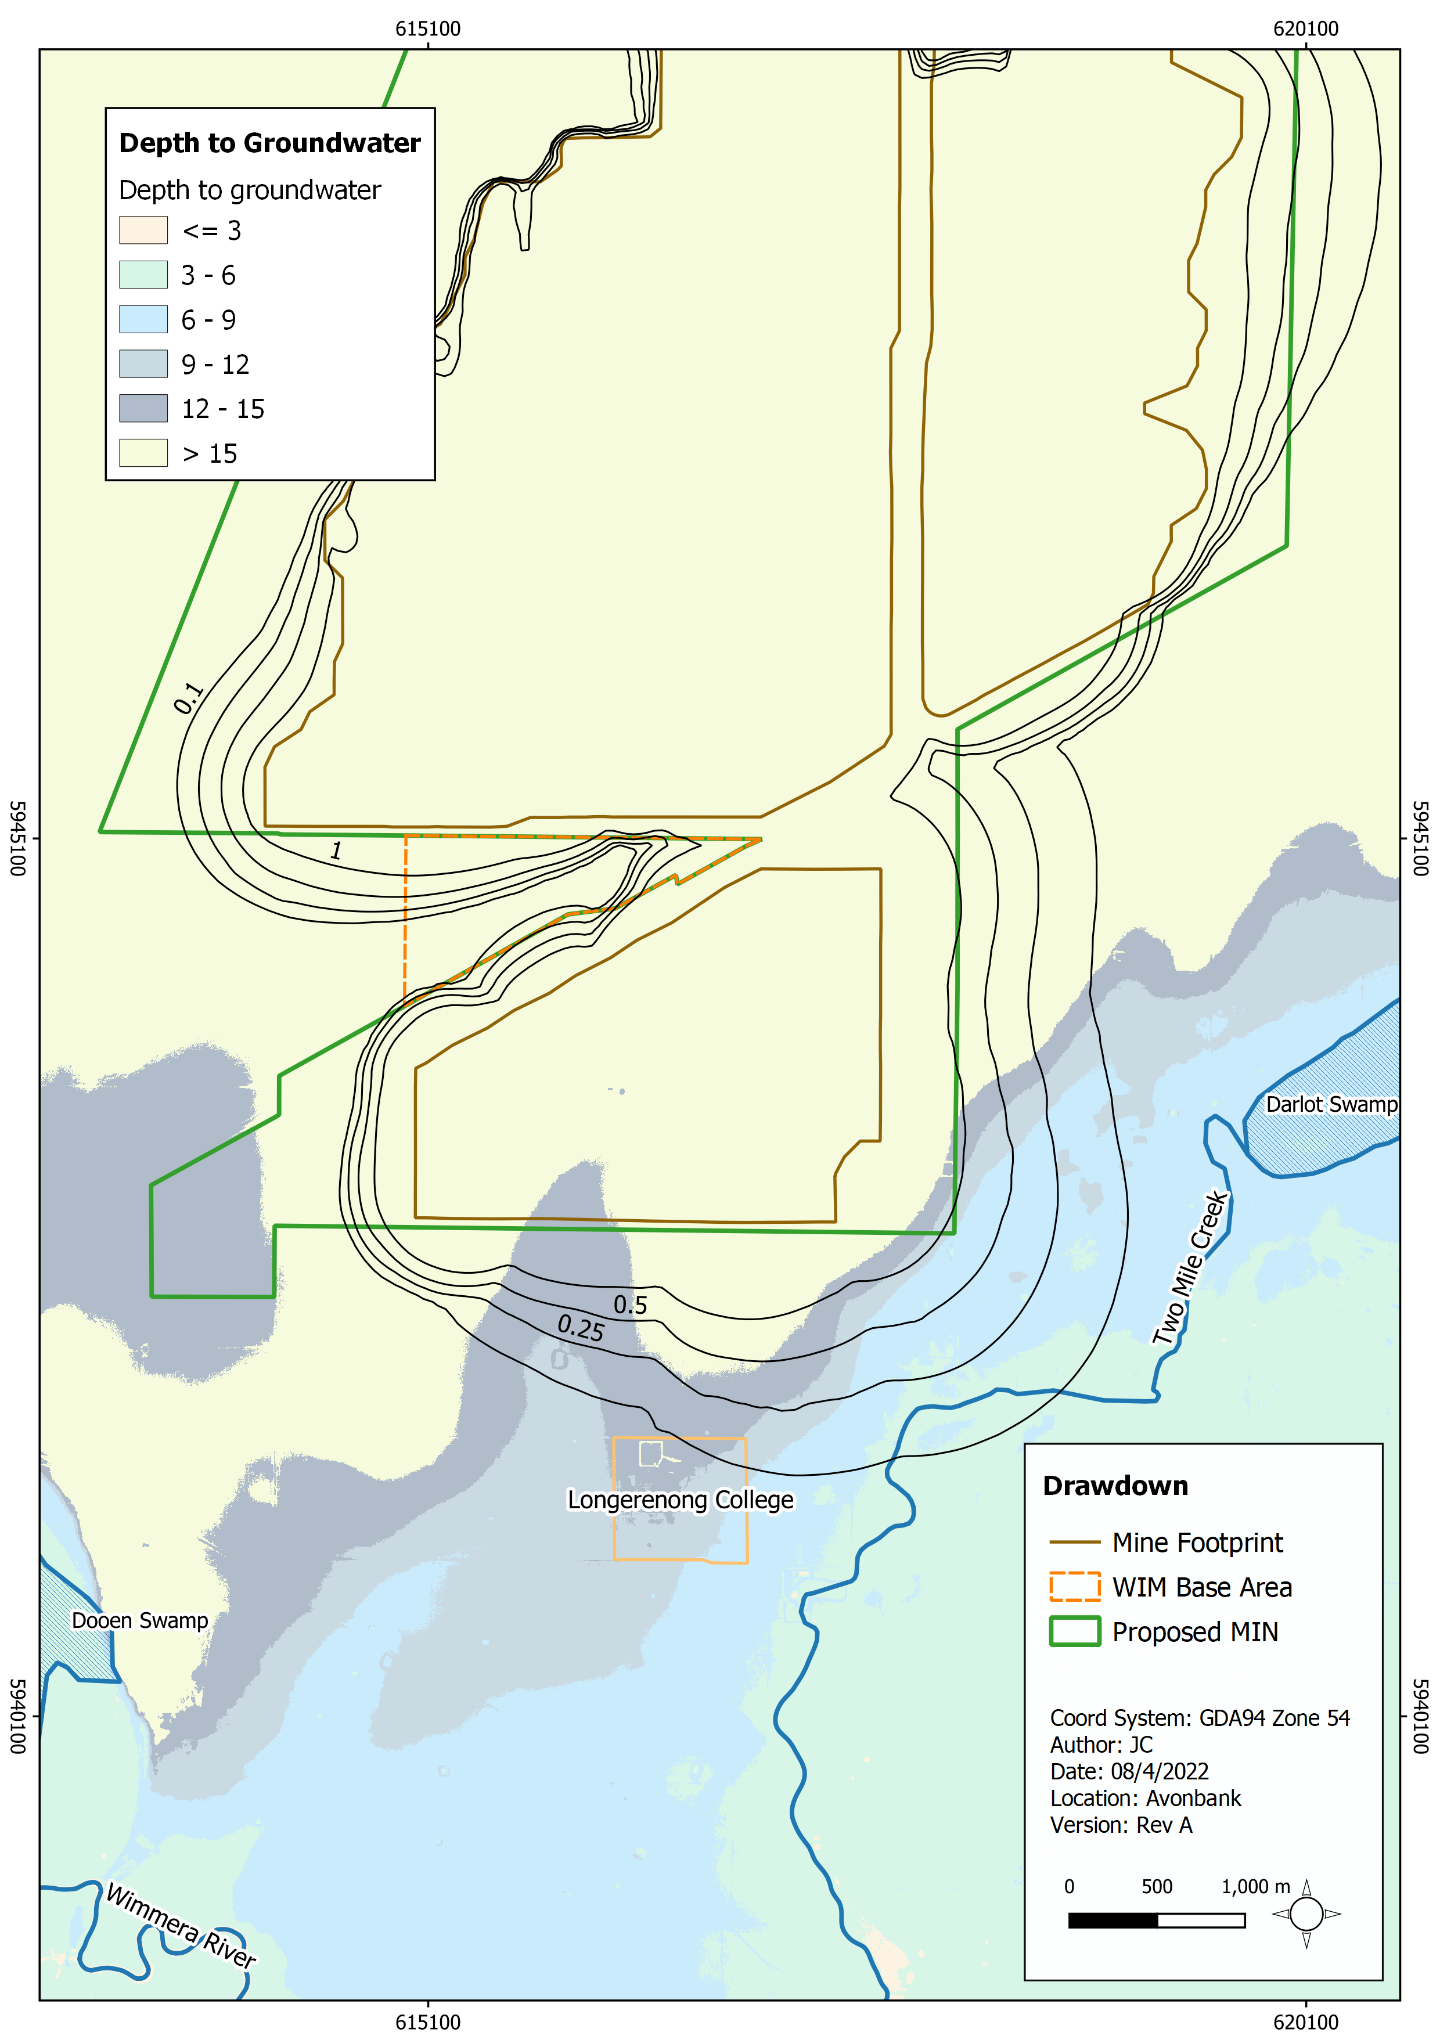 615100
620100
Depth to Groundwater
Depth to groundwater
<= 3
3 - 6
6 - 9
9 - 12
12 - 15
> 15
0.1
5945100
5945100
1
Darlot Swamp
Two Mile Creek
0.5
0.25
Longerenong College
Dooen Swamp
Drawdown
Mine Footprint
WIM Base Area
Proposed MIN
5940100
5940100
Coord System: GDA94 Zone 54
Author: JC
Date: 08/4/2022
Location: Avonbank
Version: Rev A
0 500 1,000 m
Wimmera River
615100
620100